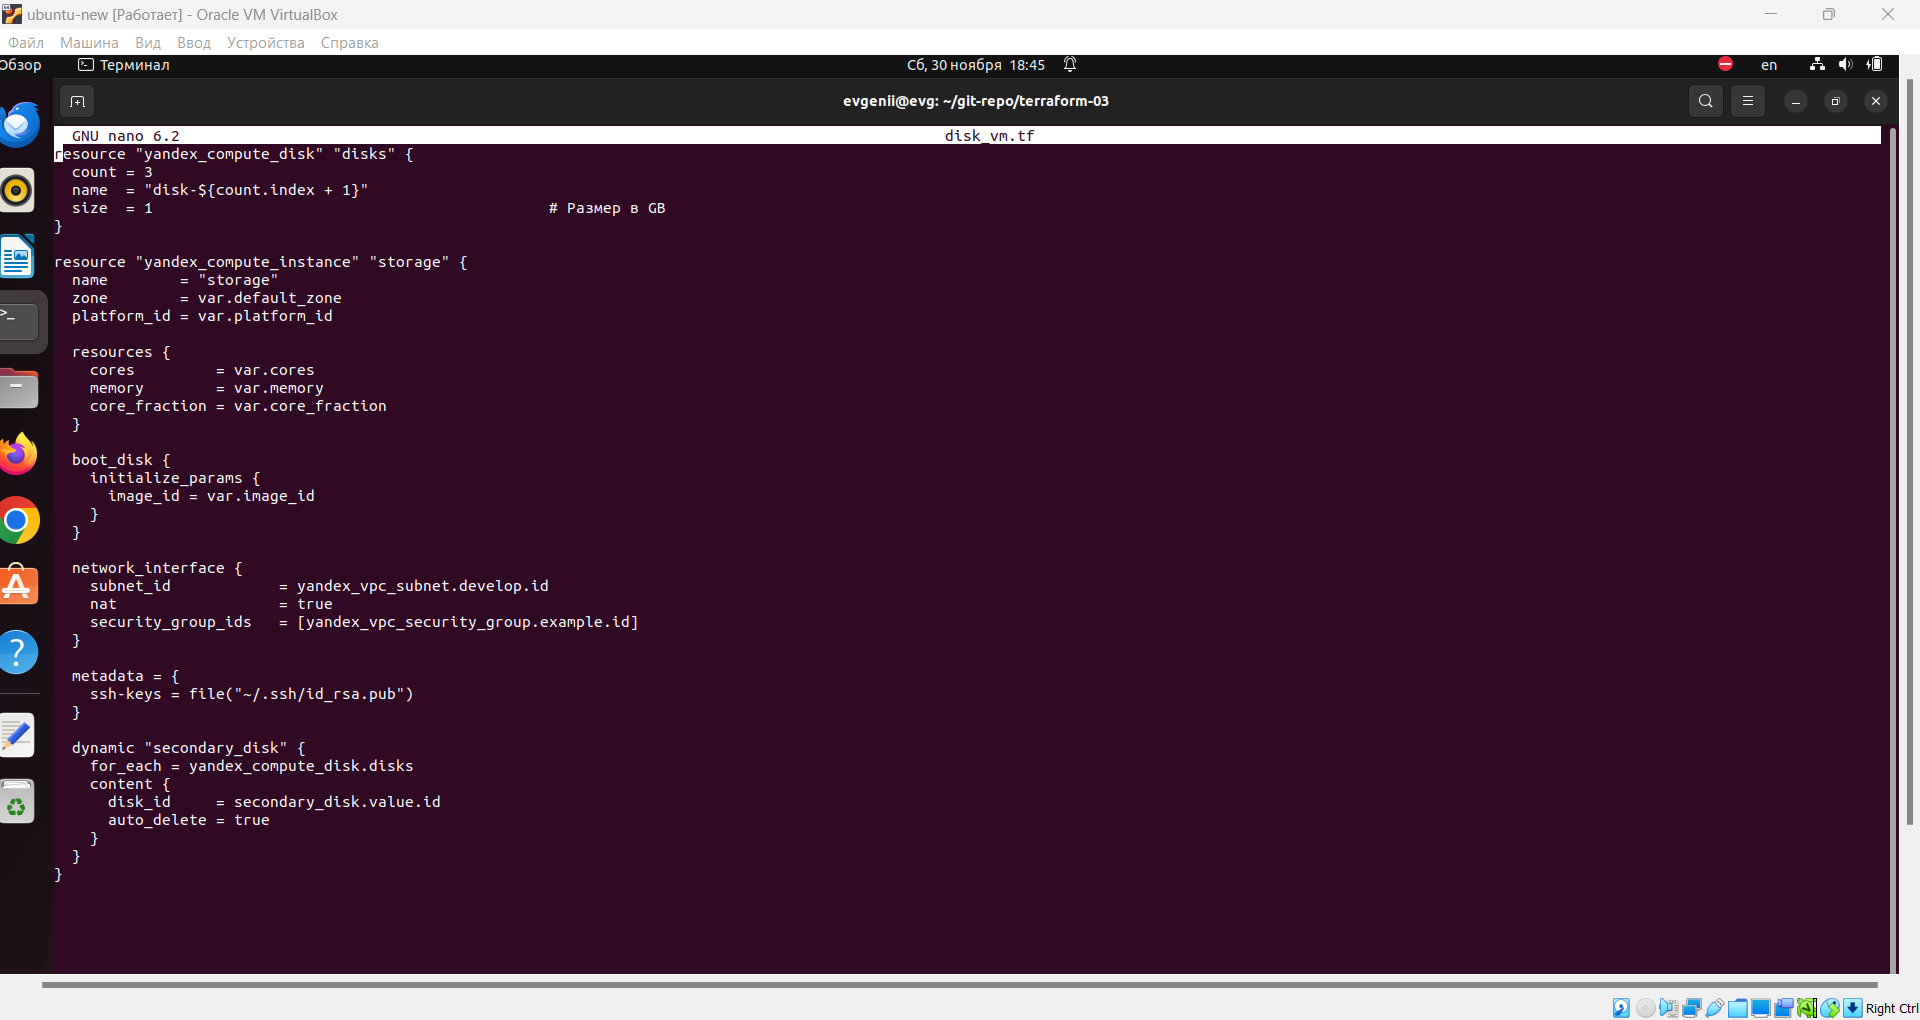 ubuntu-new [Работает] - Oracle VM VirtualBox
Файл Машина Вид Ввод Устройства Справка
Обзор Терминал Сб, 30 ноября 18:45 en
evgenii@evg: ~/git-repo/terraform-03
GNU nano 6.2 disk_vm.tf
resource "yandex_compute_disk" "disks" {
  count = 3
  name  = "disk-${count.index + 1}"
  size  = 1                                            # Размер в GB
}

resource "yandex_compute_instance" "storage" {
  name        = "storage"
  zone        = var.default_zone
  platform_id = var.platform_id

  resources {
    cores         = var.cores
    memory        = var.memory
    core_fraction = var.core_fraction
  }

  boot_disk {
    initialize_params {
      image_id = var.image_id
    }
  }

  network_interface {
    subnet_id            = yandex_vpc_subnet.develop.id
    nat                  = true
    security_group_ids   = [yandex_vpc_security_group.example.id]
  }

  metadata = {
    ssh-keys = file("~/.ssh/id_rsa.pub")
  }

  dynamic "secondary_disk" {
    for_each = yandex_compute_disk.disks
    content {
      disk_id     = secondary_disk.value.id
      auto_delete = true
    }
  }
}
Right Ctrl